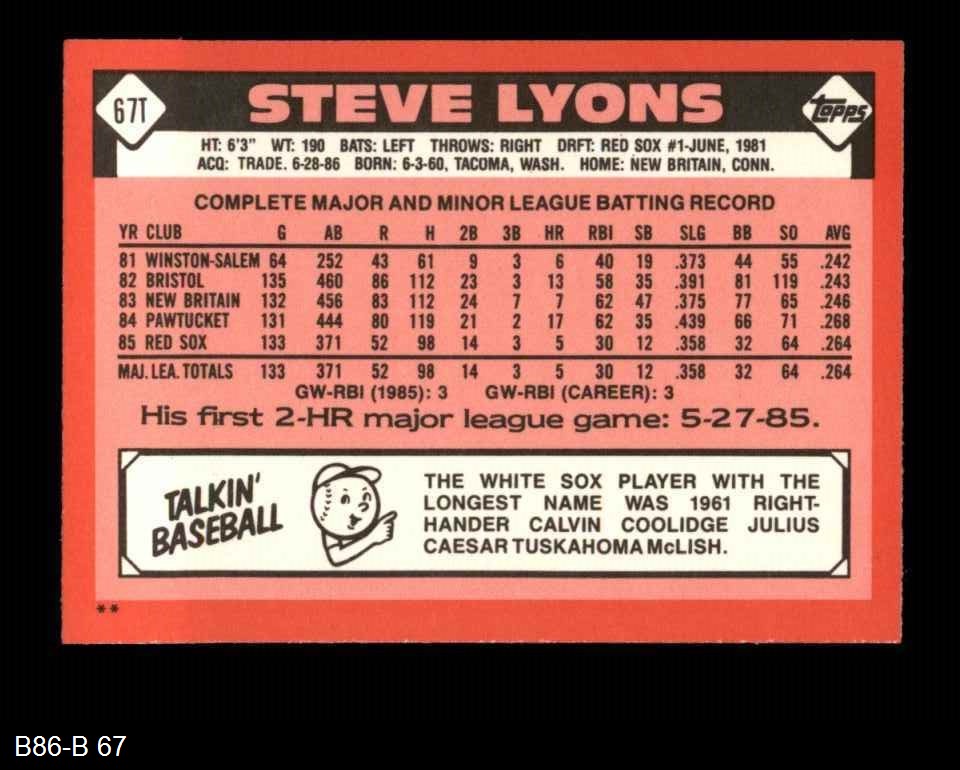 67T
STEVE LYONS
topps
HT: 6'3" WT: 190 BATS: LEFT THROWS: RIGHT DRFT: RED SOX #1-JUNE, 1981
ACQ: TRADE. 6-28-86 BORN: 6-3-60, TACOMA, WASH. HOME: NEW BRITAIN, CONN.
COMPLETE MAJOR AND MINOR LEAGUE BATTING RECORD
YR CLUB G AB R H 2B 3B HR RBI SB SLG BB SO AVG
81 WINSTON-SALEM 64 252 43 61 9 3 6 40 19 .373 44 55 .242
82 BRISTOL 135 460 86 112 23 3 13 58 35 .391 81 119 .243
83 NEW BRITAIN 132 456 83 112 24 7 7 62 47 .375 77 65 .246
84 PAWTUCKET 131 444 80 119 21 2 17 62 35 .439 66 71 .268
85 RED SOX 133 371 52 98 14 3 5 30 12 .358 32 64 .264
MAJ. LEA. TOTALS 133 371 52 98 14 3 5 30 12 .358 32 64 .264
GW-RBI (1985): 3 GW-RBI (CAREER): 3
His first 2-HR major league game: 5-27-85.
TALKIN'
BASEBALL
THE WHITE SOX PLAYER WITH THE
LONGEST NAME WAS 1961 RIGHT-
HANDER CALVIN COOLIDGE JULIUS
CAESAR TUSKAHOMA McLISH.
**
B86-B 67